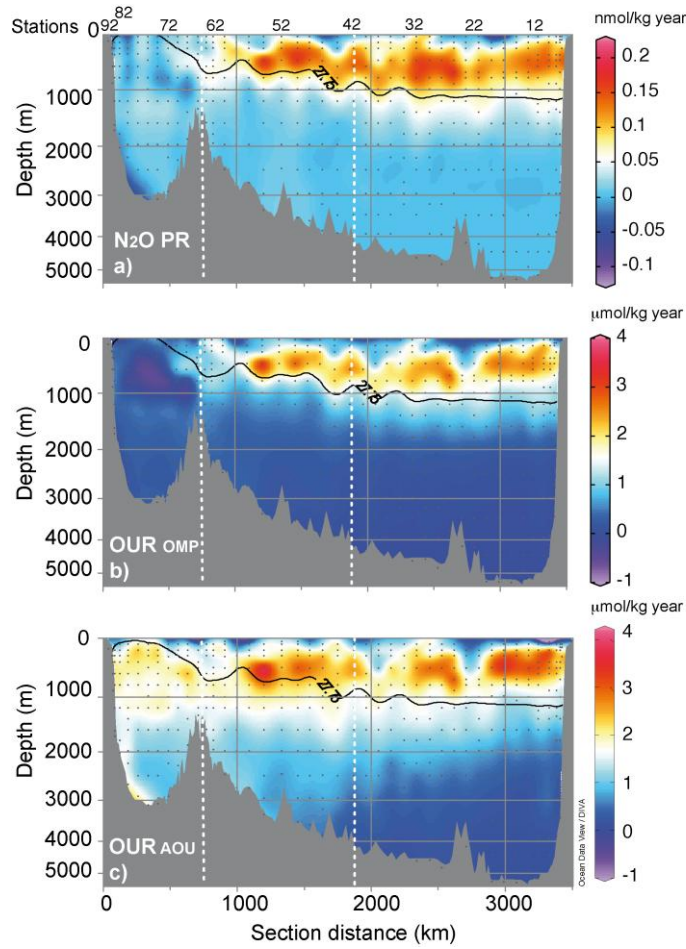 Stations 92 82 72 62 52 42 32 22 12
nmol/kg year
0
1000
2000
3000
4000
5000
Depth (m)
27.75
N2O PR
a)
0.2
0.15
0.1
0.05
0
-0.05
-0.1
µmol/kg year
0
1000
2000
3000
4000
5000
Depth (m)
27.75
OUR OMP
b)
4
3
2
1
0
-1
µmol/kg year
0
1000
2000
3000
4000
5000
Depth (m)
27.75
OUR AOU
c)
4
3
2
1
0
-1
Ocean Data View / DIVA
0 1000 2000 3000
Section distance (km)